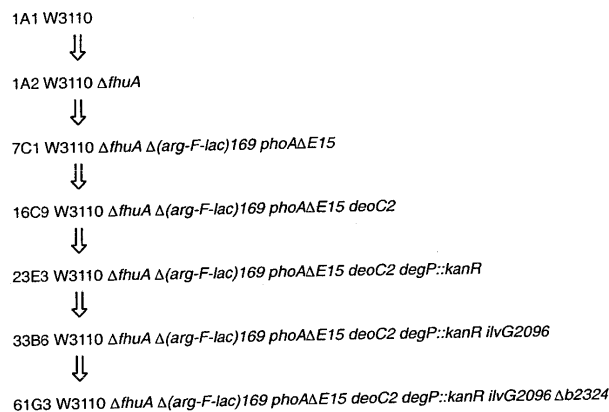 1A1 W3110
1A2 W3110 ΔfhuA
7C1 W3110 ΔfhuA Δ(arg-F-lac)169 phoAΔE15
16C9 W3110 ΔfhuA Δ(arg-F-lac)169 phoAΔE15 deoC2
23E3 W3110 ΔfhuA Δ(arg-F-lac)169 phoAΔE15 deoC2 degP::kanR
33B6 W3110 ΔfhuA Δ(arg-F-lac)169 phoAΔE15 deoC2 degP::kanR ilvG2096
61G3 W3110 ΔfhuA Δ(arg-F-lac)169 phoAΔE15 deoC2 degP::kanR ilvG2096 Δb2324